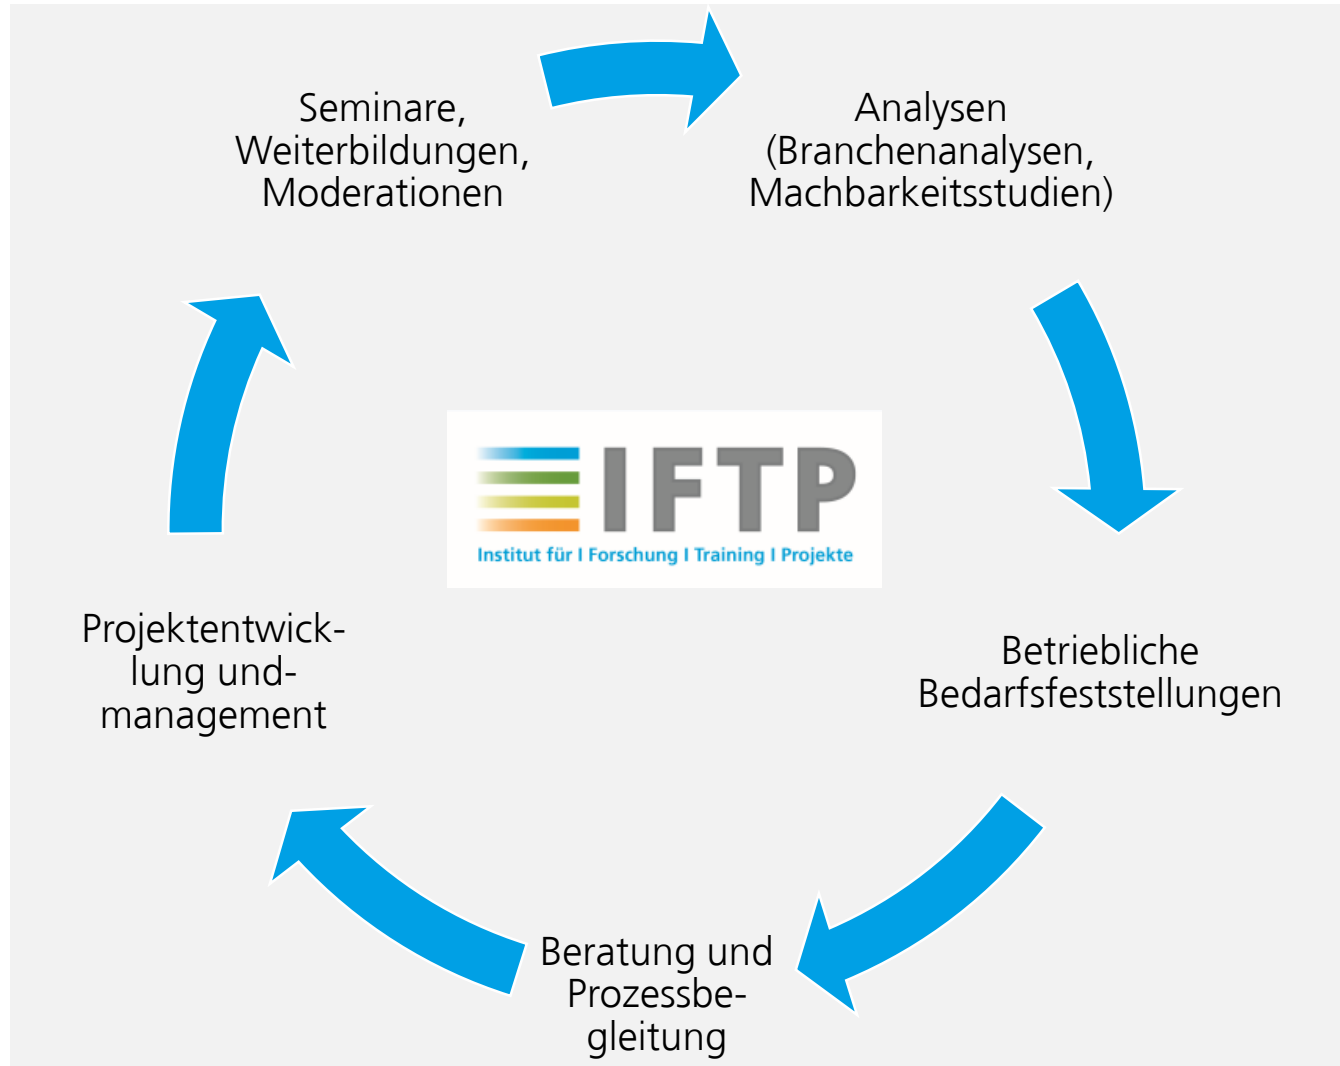 Seminare,
Weiterbildungen,
Moderationen
Analysen
(Branchenanalysen,
Machbarkeitsstudien)
IFTP
Institut für I Forschung I Training I Projekte
Projektentwick-
lung und-
management
Betriebliche
Bedarfsfeststellungen
Beratung und
Prozessbe-
gleitung